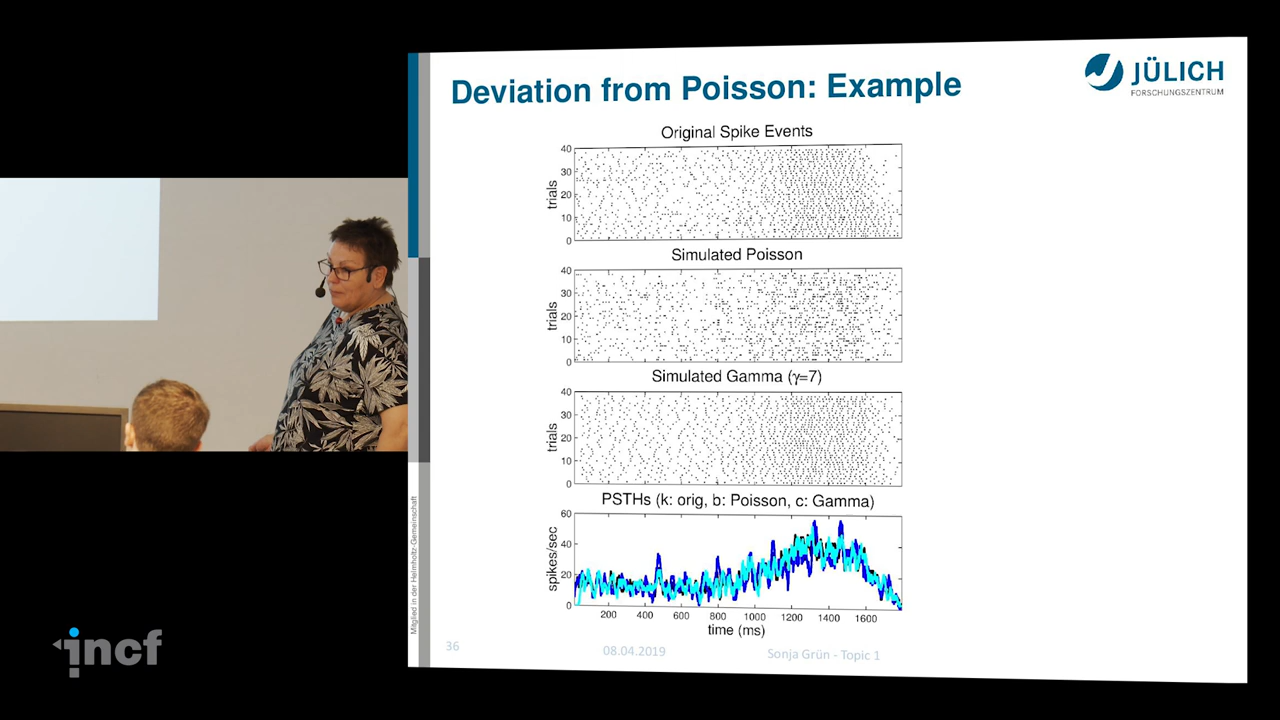 Deviation from Poisson: Example
JÜLICH
FORSCHUNGSZENTRUM
Original Spike Events
40
30
20
10
0
trials
Simulated Poisson
40
30
20
10
0
trials
Simulated Gamma (γ=7)
40
30
20
10
0
trials
PSTHs (k: orig, b: Poisson, c: Gamma)
60
40
20
0
spikes/sec
200 400 600 800 1000 1200 1400 1600
time (ms)
Mitglied in der Helmholtz-Gemeinschaft
36 08.04.2019 Sonja Grün - Topic 1
incf